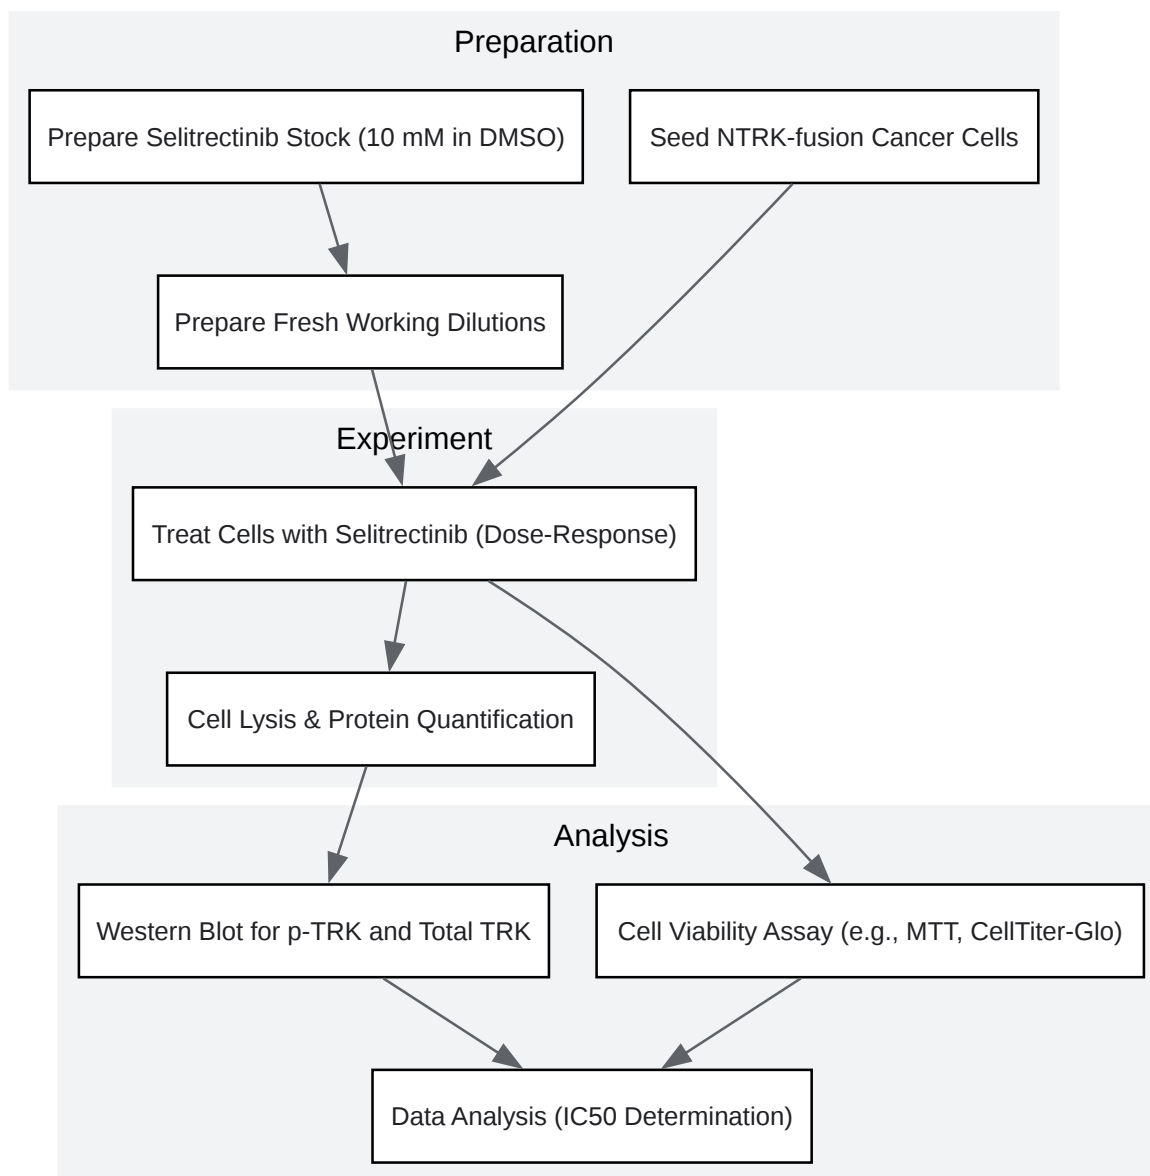 Preparation
Prepare Selitrectinib Stock (10 mM in DMSO)
Seed NTRK-fusion Cancer Cells
Prepare Fresh Working Dilutions
Experiment
Treat Cells with Selitrectinib (Dose-Response)
Cell Lysis & Protein Quantification
Analysis
Western Blot for p-TRK and Total TRK
Cell Viability Assay (e.g., MTT, CellTiter-Glo)
Data Analysis (IC50 Determination)